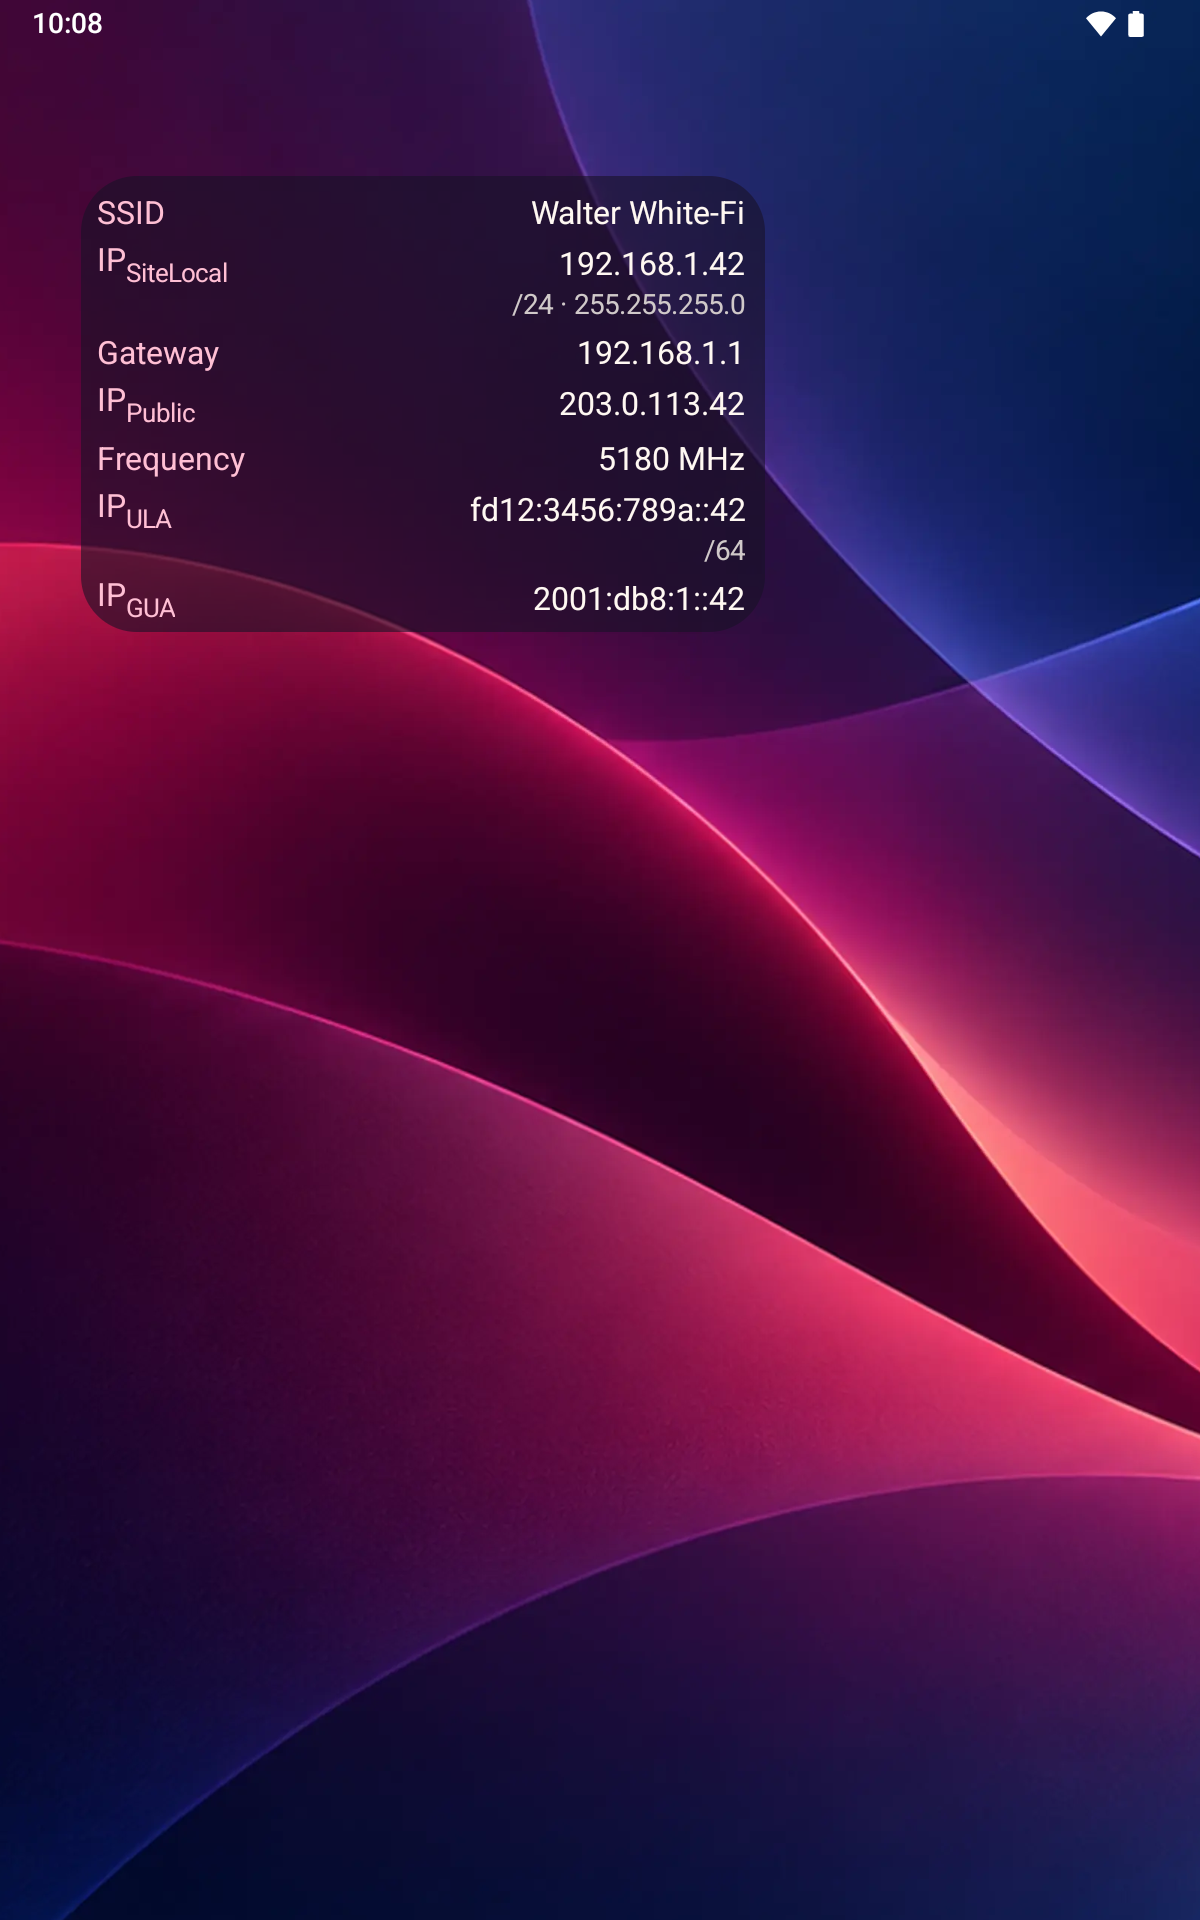 10:08
SSID Walter White-Fi
IPSiteLocal 192.168.1.42
/24 · 255.255.255.0
Gateway 192.168.1.1
IPPublic 203.0.113.42
Frequency 5180 MHz
IPULA fd12:3456:789a::42
/64
IPGUA 2001:db8:1::42